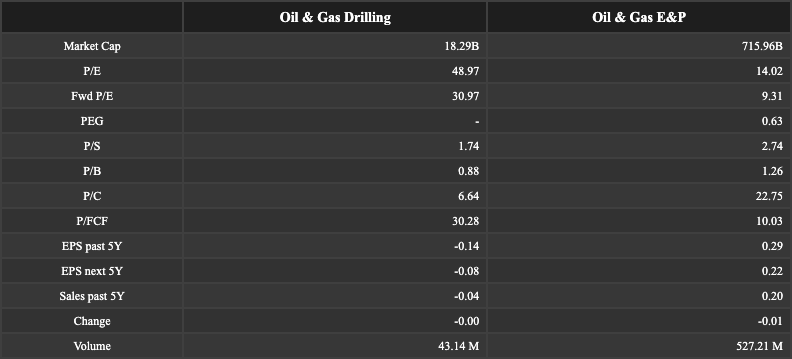 Oil & Gas Drilling Oil & Gas E&P
Market Cap 18.29B 715.96B
P/E 48.97 14.02
Fwd P/E 30.97 9.31
PEG - 0.63
P/S 1.74 2.74
P/B 0.88 1.26
P/C 6.64 22.75
P/FCF 30.28 10.03
EPS past 5Y -0.14 0.29
EPS next 5Y -0.08 0.22
Sales past 5Y -0.04 0.20
Change -0.00 -0.01
Volume 43.14 M 527.21 M